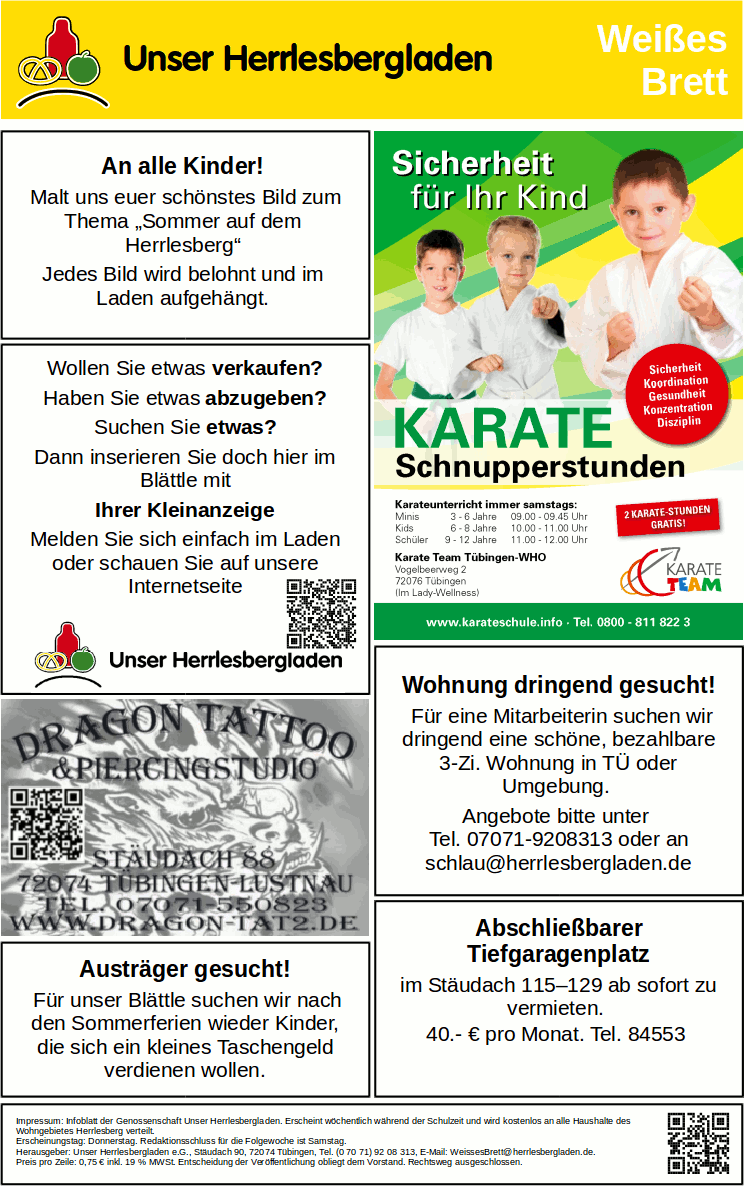 Unser Herrlesbergladen
Weißes
Brett
An alle Kinder!
Malt uns euer schönstes Bild zum
Thema „Sommer auf dem
Herrlesberg“
Jedes Bild wird belohnt und im
Laden aufgehängt.
Wollen Sie etwas verkaufen?
Haben Sie etwas abzugeben?
Suchen Sie etwas?
Dann inserieren Sie doch hier im
Blättle mit
Ihrer Kleinanzeige
Melden Sie sich einfach im Laden
oder schauen Sie auf unsere
Internetseite
Unser Herrlesbergladen
DRAGON TATTOO
&PIERCINGSTUDIO
STÄUDACH 88
72074 TÜBINGEN-LUSTNAU
TEL. 07071-550823
WWW.DRAGON-TAT2.DE
Austräger gesucht!
Für unser Blättle suchen wir nach
den Sommerferien wieder Kinder,
die sich ein kleines Taschengeld
verdienen wollen.
Sicherheit
für Ihr Kind
Sicherheit
Koordination
Gesundheit
Konzentration
Disziplin
KARATE
Schnupperstunden
Karateunterricht immer samstags:
Minis 3 - 6 Jahre 09.00 - 09.45 Uhr
Kids 6 - 8 Jahre 10.00 - 11.00 Uhr
Schüler 9 - 12 Jahre 11.00 - 12.00 Uhr
2 KARATE-STUNDEN
GRATIS!
Karate Team Tübingen-WHO
Vogelbeerweg 2
72076 Tübingen
(Im Lady-Wellness)
KARATE
TEAM
www.karateschule.info · Tel. 0800 - 811 822 3
Wohnung dringend gesucht!
Für eine Mitarbeiterin suchen wir
dringend eine schöne, bezahlbare
3-Zi. Wohnung in TÜ oder
Umgebung.
Angebote bitte unter
Tel. 07071-9208313 oder an
schlau@herrlesbergladen.de
Abschließbarer
Tiefgaragenplatz
im Stäudach 115–129 ab sofort zu
vermieten.
40.- € pro Monat. Tel. 84553
Impressum: Infoblatt der Genossenschaft Unser Herrlesbergladen. Erscheint wöchentlich während der Schulzeit und wird kostenlos an alle Haushalte des
Wohngebietes Herrlesberg verteilt.
Erscheinungstag: Donnerstag. Redaktionsschluss für die Folgewoche ist Samstag.
Herausgeber: Unser Herrlesbergladen e.G., Stäudach 90, 72074 Tübingen, Tel. (0 70 71) 92 08 313, E-Mail: WeissesBrett@herrlesbergladen.de.
Preis pro Zeile: 0,75 € inkl. 19 % MWSt. Entscheidung der Veröffentlichung obliegt dem Vorstand. Rechtsweg ausgeschlossen.